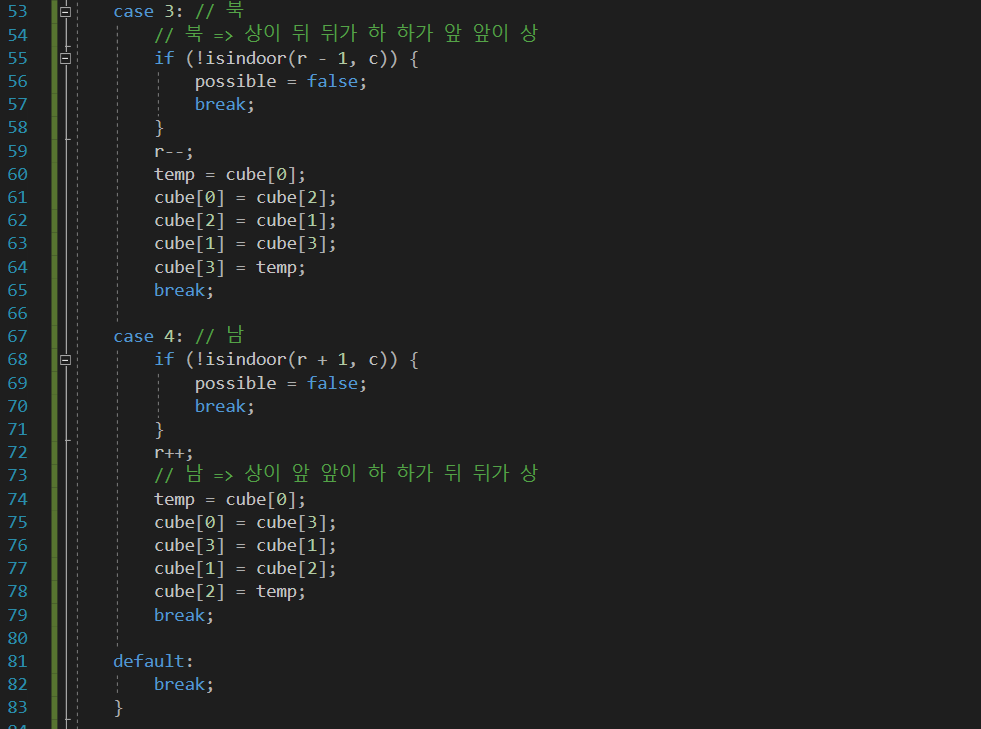 53 case 3: // 북
54 // 북 => 상이 뒤 뒤가 하 하가 앞 앞이 상
55 if (!isindoor(r - 1, c)) {
56 possible = false;
57 break;
58 }
59 r--;
60 temp = cube[0];
61 cube[0] = cube[2];
62 cube[2] = cube[1];
63 cube[1] = cube[3];
64 cube[3] = temp;
65 break;
66
67 case 4: // 남
68 if (!isindoor(r + 1, c)) {
69 possible = false;
70 break;
71 }
72 r++;
73 // 남 => 상이 앞 앞이 하 하가 뒤 뒤가 상
74 temp = cube[0];
75 cube[0] = cube[3];
76 cube[3] = cube[1];
77 cube[1] = cube[2];
78 cube[2] = temp;
79 break;
80
81 default:
82 break;
83 }